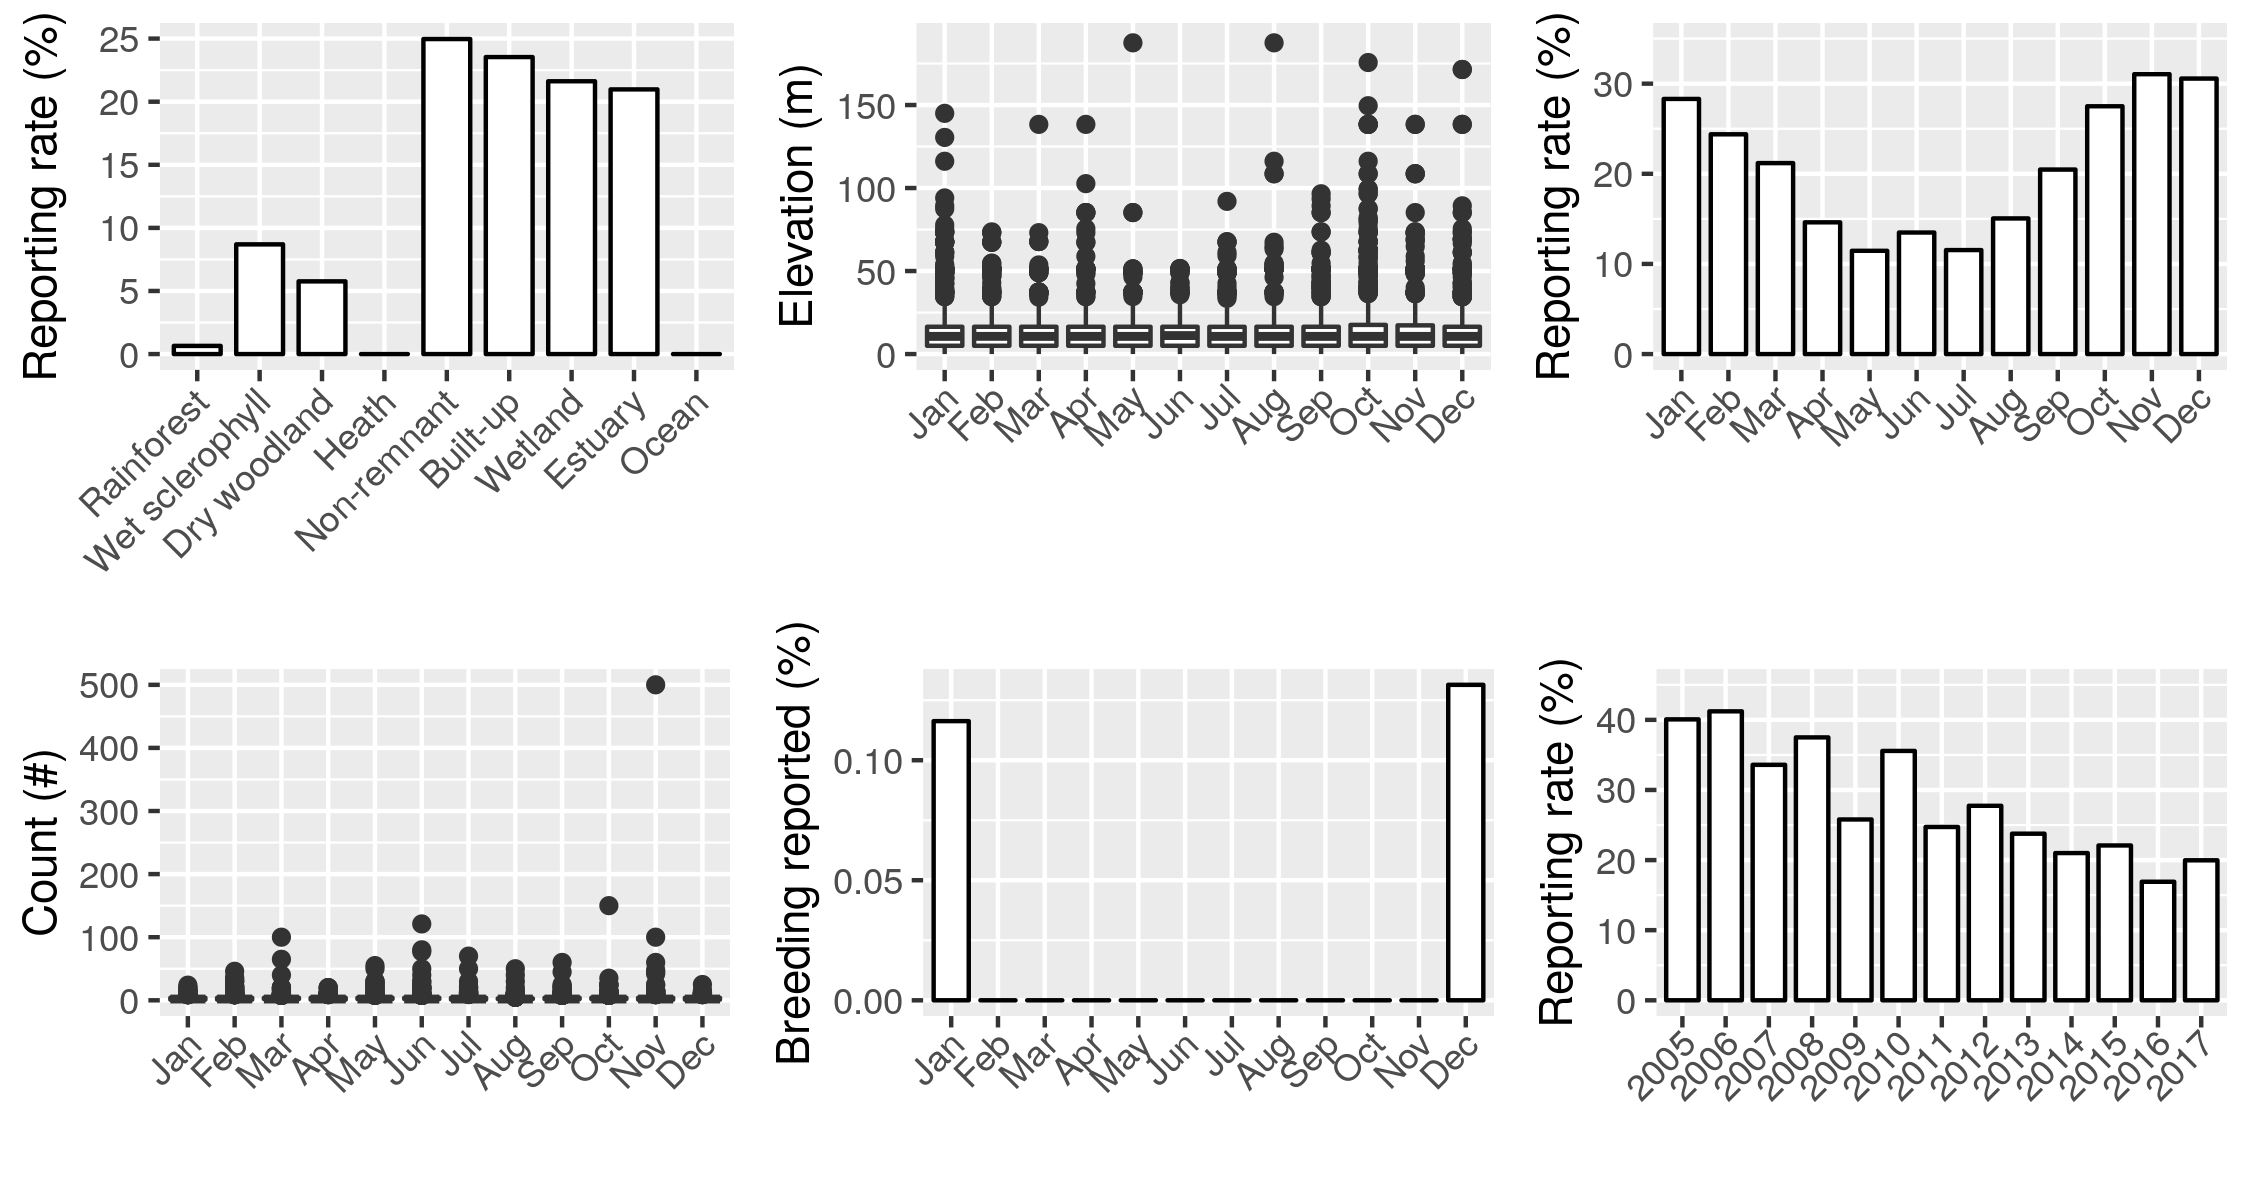 Reporting rate (%)
25
20
15
10
5
0
Rainforest
Wet sclerophyll
Dry woodland
Heath
Non-remnant
Built-up
Wetland
Estuary
Ocean
Elevation (m)
150
100
50
0
Jan
Feb
Mar
Apr
May
Jun
Jul
Aug
Sep
Oct
Nov
Dec
Reporting rate (%)
30
20
10
0
Jan
Feb
Mar
Apr
May
Jun
Jul
Aug
Sep
Oct
Nov
Dec
Count (#)
500
400
300
200
100
0
Jan
Feb
Mar
Apr
May
Jun
Jul
Aug
Sep
Oct
Nov
Dec
Breeding reported (%)
0.10
0.05
0.00
Jan
Feb
Mar
Apr
May
Jun
Jul
Aug
Sep
Oct
Nov
Dec
Reporting rate (%)
40
30
20
10
0
2005
2006
2007
2008
2009
2010
2011
2012
2013
2014
2015
2016
2017